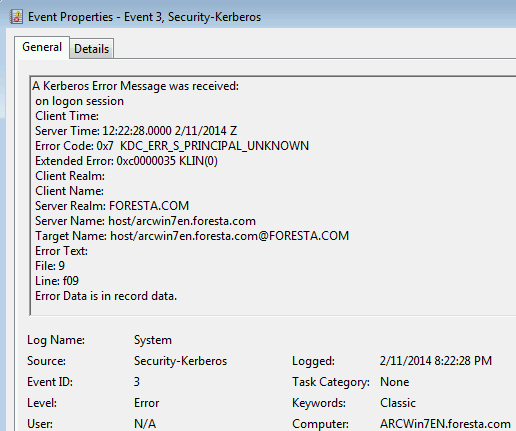 Event Properties - Event 3, Security-Kerberos
General Details
A Kerberos Error Message was received:
on logon session
Client Time:
Server Time: 12:22:28.0000 2/11/2014 Z
Error Code: 0x7 KDC_ERR_S_PRINCIPAL_UNKNOWN
Extended Error: 0xc0000035 KLIN(0)
Client Realm:
Client Name:
Server Realm: FORESTA.COM
Server Name: host/arcwin7en.foresta.com
Target Name: host/arcwin7en.foresta.com@FORESTA.COM
Error Text:
File: 9
Line: f09
Error Data is in record data.
Log Name: System
Source: Security-Kerberos Logged: 2/11/2014 8:22:28 PM
Event ID: 3 Task Category: None
Level: Error Keywords: Classic
User: N/A Computer: ARCWin7EN.foresta.com